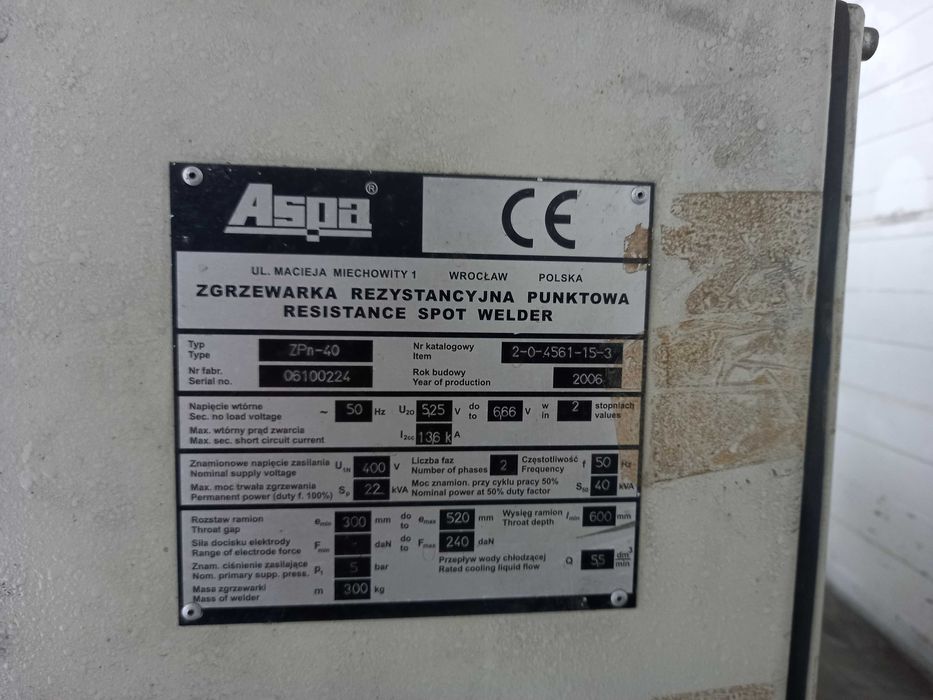 Aspa® CE
UL. MACIEJA MIECHOWITY 1 WROCŁAW POLSKA
ZGRZEWARKA REZYSTANCYJNA PUNKTOWA
RESISTANCE SPOT WELDER
Typ ZPn-40 Nr katalogowy 2-0-4561-15-3
Type Item
Nr fabr. 06100224 Rok budowy 2006
Serial no. Year of production
Napięcie wtórne ~ 50 Hz U20 5,25 V do 6,66 V w 2 stopniach
Sec. no load voltage to in values
Max. wtórny prąd zwarcia I2cc 13,6 k A
Max. sec. short circuit current
Znamionowe napięcie zasilania U1N 400 V Liczba faz 2 Częstotliwość f 50 Hz
Nominal supply voltage Number of phases Frequency
Max. moc trwała zgrzewania Sp 22 kVA Moc znamion. przy cyklu pracy 50% S50 40 kVA
Permanent power (duty f. 100%) Nominal power at 50% duty factor
Rozstaw ramion emin 300 mm do emax 520 mm Wysięg ramion lmin 600 mm
Throat gap to Throat depth
Siła docisku elektrody Fmin - daN do Fmax 240 daN
Range of electrode force to
Przepływ wody chłodzącej Q 5,5 dm³/min
Rated cooling liquid flow
Znam. ciśnienie zasilające p1 5 bar
Nom. primary supp. press.
Masa zgrzewarki m 300 kg
Mass of welder